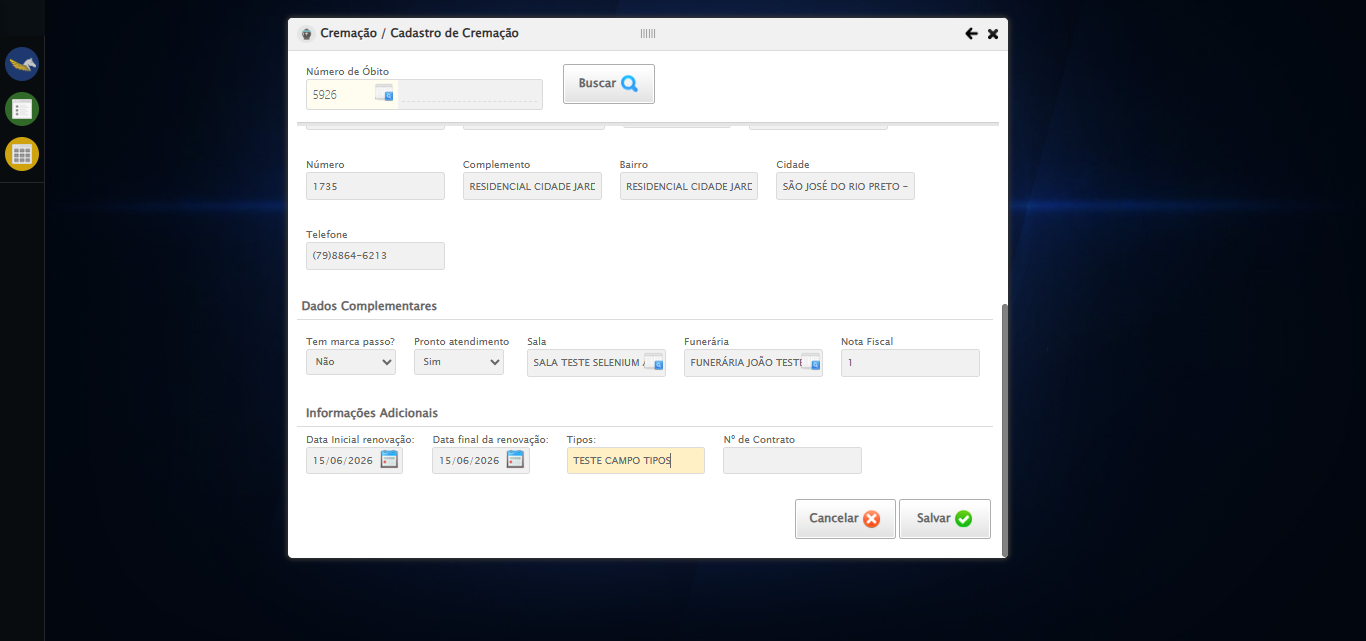 Cremação / Cadastro de Cremação
Número de Óbito
5926
Buscar
Número Complemento Bairro Cidade
1735 RESIDENCIAL CIDADE JARD RESIDENCIAL CIDADE JARD SÃO JOSÉ DO RIO PRETO -
Telefone
(79)8864-6213
Dados Complementares
Tem marca passo? Pronto atendimento Sala Funerária Nota Fiscal
Não Sim SALA TESTE SELENIUM FUNERÁRIA JOÃO TESTE 1
Informações Adicionais
Data Inicial renovação: Data final da renovação: Tipos: Nº de Contrato
15/06/2026 15/06/2026 TESTE CAMPO TIPOS
Cancelar Salvar